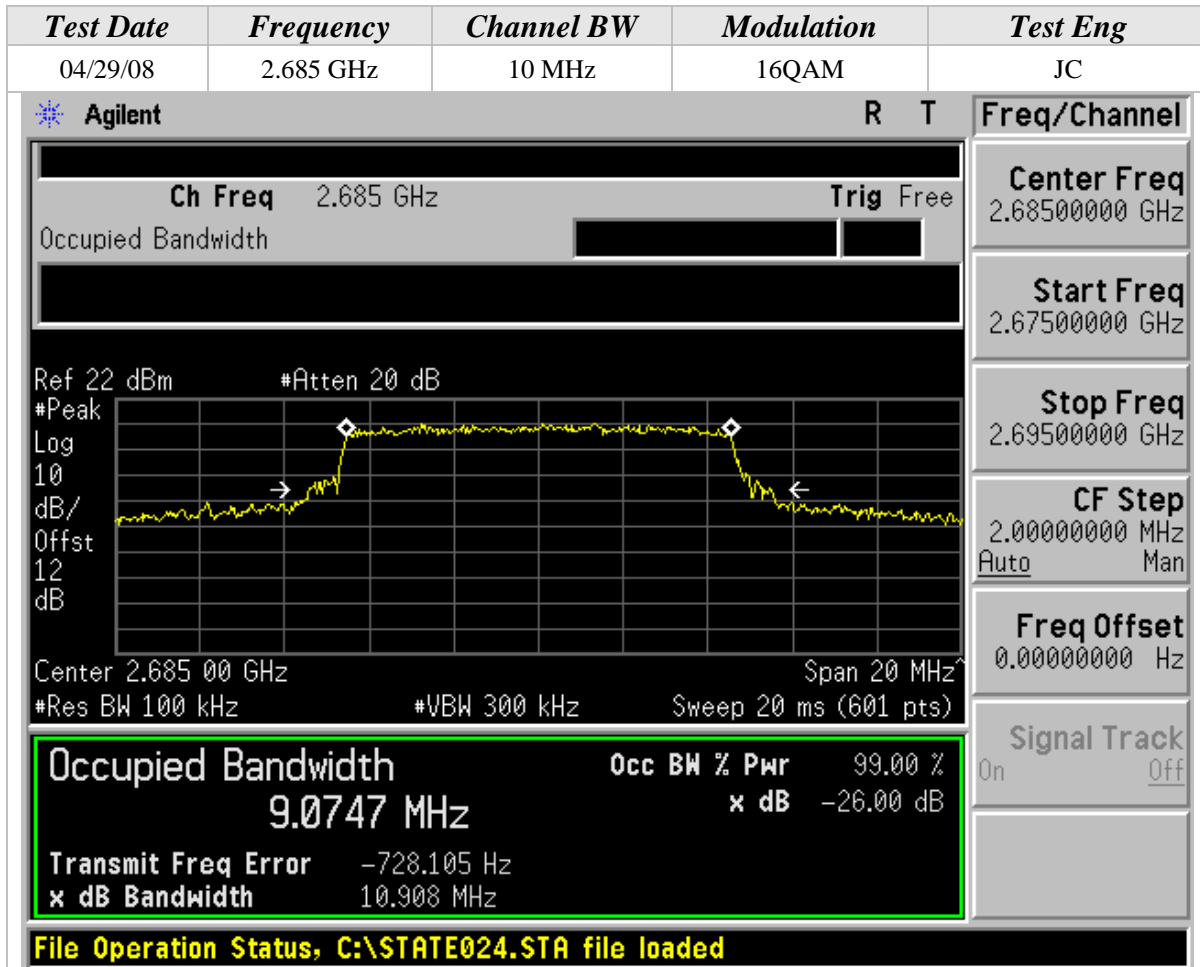 Test Date Frequency Channel BW Modulation Test Eng
04/29/08 2.685 GHz 10 MHz 16QAM JC
Agilent R T Freq/Channel
Ch Freq 2.685 GHz Trig Free
Occupied Bandwidth
Center Freq
2.68500000 GHz
Start Freq
2.67500000 GHz
Stop Freq
2.69500000 GHz
CF Step
2.00000000 MHz
Auto Man
Freq Offset
0.00000000 Hz
Signal Track
On Off
Ref 22 dBm #Atten 20 dB
#Peak
Log
10
dB/
Offst
12
dB
Center 2.685 00 GHz Span 20 MHz^
#Res BW 100 kHz #VBW 300 kHz Sweep 20 ms (601 pts)
Occupied Bandwidth Occ BW % Pwr 99.00 %
9.0747 MHz x dB -26.00 dB
Transmit Freq Error -728.105 Hz
x dB Bandwidth 10.908 MHz
File Operation Status, C:\STATE024.STA file loaded